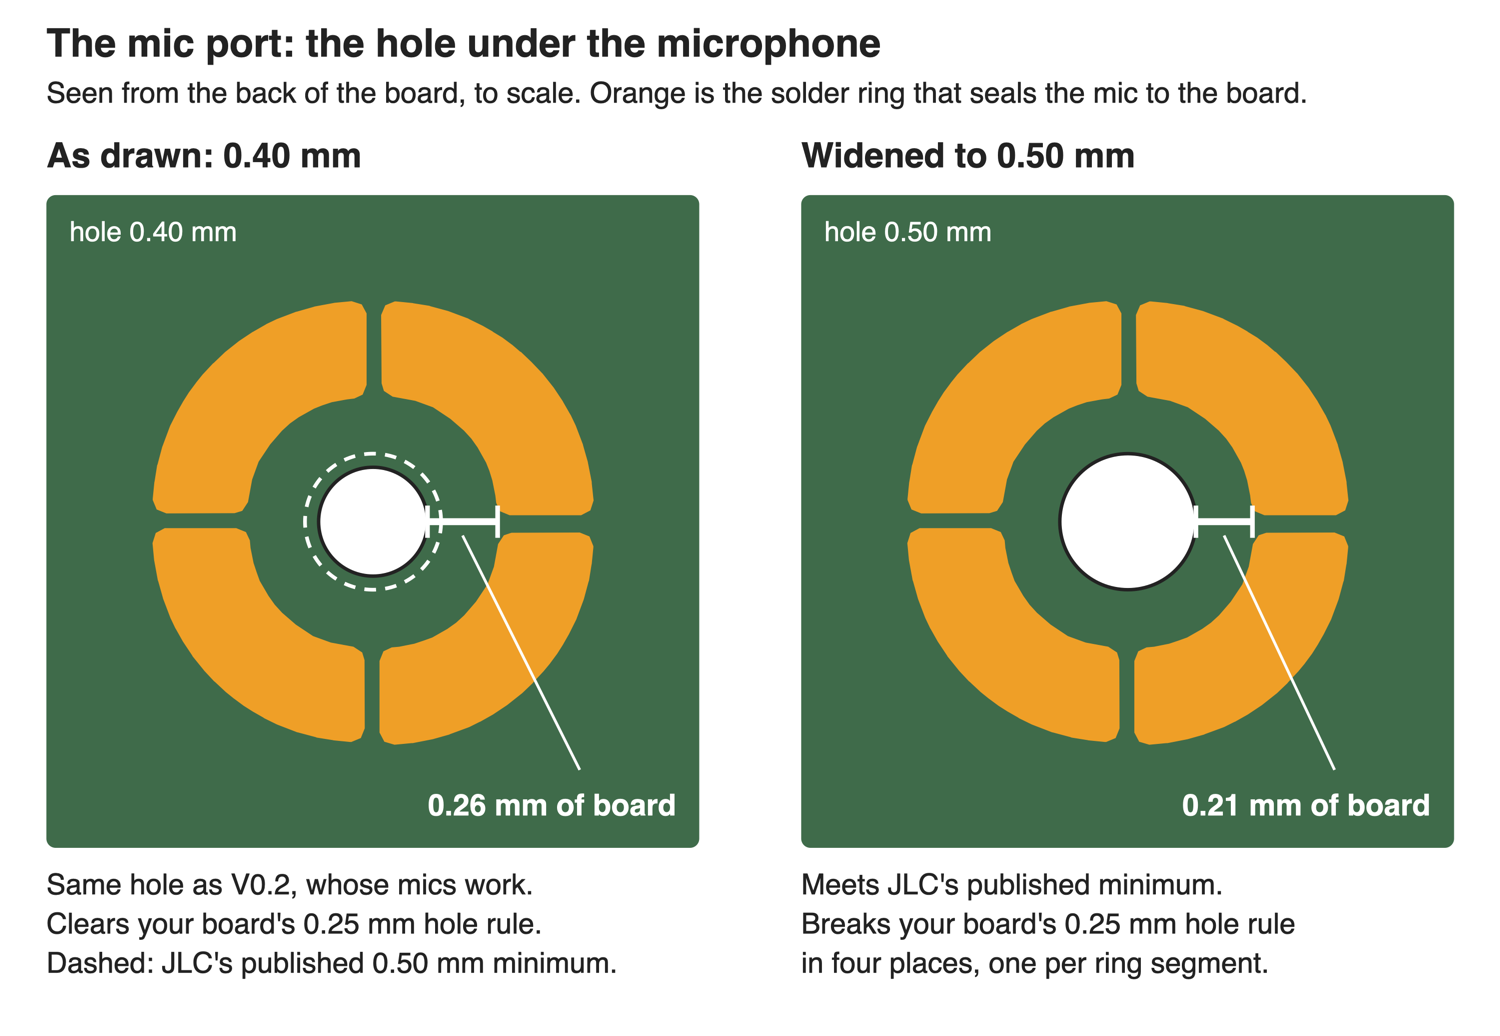 The mic port: the hole under the microphone
Seen from the back of the board, to scale. Orange is the solder ring that seals the mic to the board.
As drawn: 0.40 mm
hole 0.40 mm
0.26 mm of board
Same hole as V0.2, whose mics work.
Clears your board's 0.25 mm hole rule.
Dashed: JLC's published 0.50 mm minimum.
Widened to 0.50 mm
hole 0.50 mm
0.21 mm of board
Meets JLC's published minimum.
Breaks your board's 0.25 mm hole rule
in four places, one per ring segment.